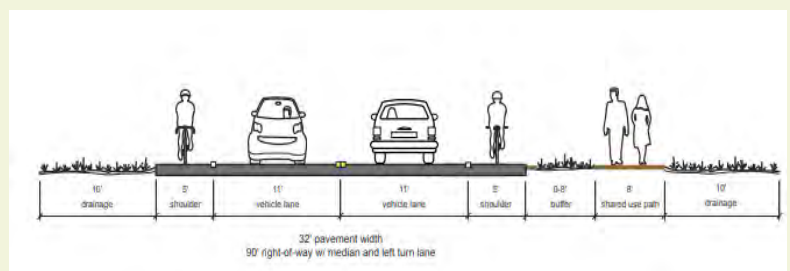 10' 5' 11' 11' 5' 0-8' 8' 10'
drainage shoulder vehicle lane vehicle lane shoulder buffer shared use path drainage
32' pavement width
90' right-of-way w/ median and left turn lane